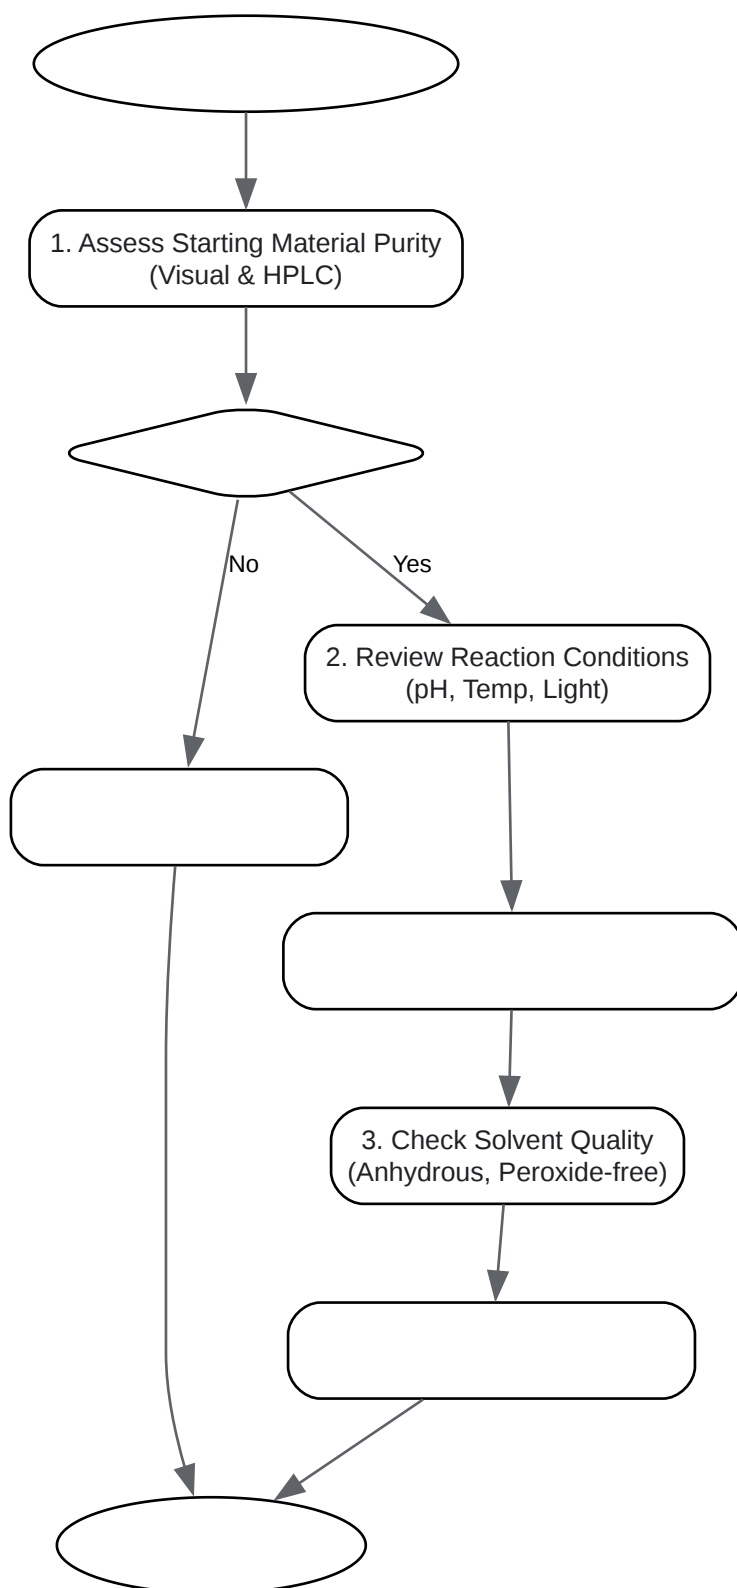 1. Assess Starting Material Purity
(Visual & HPLC)
No
Yes
2. Review Reaction Conditions
(pH, Temp, Light)
3. Check Solvent Quality
(Anhydrous, Peroxide-free)